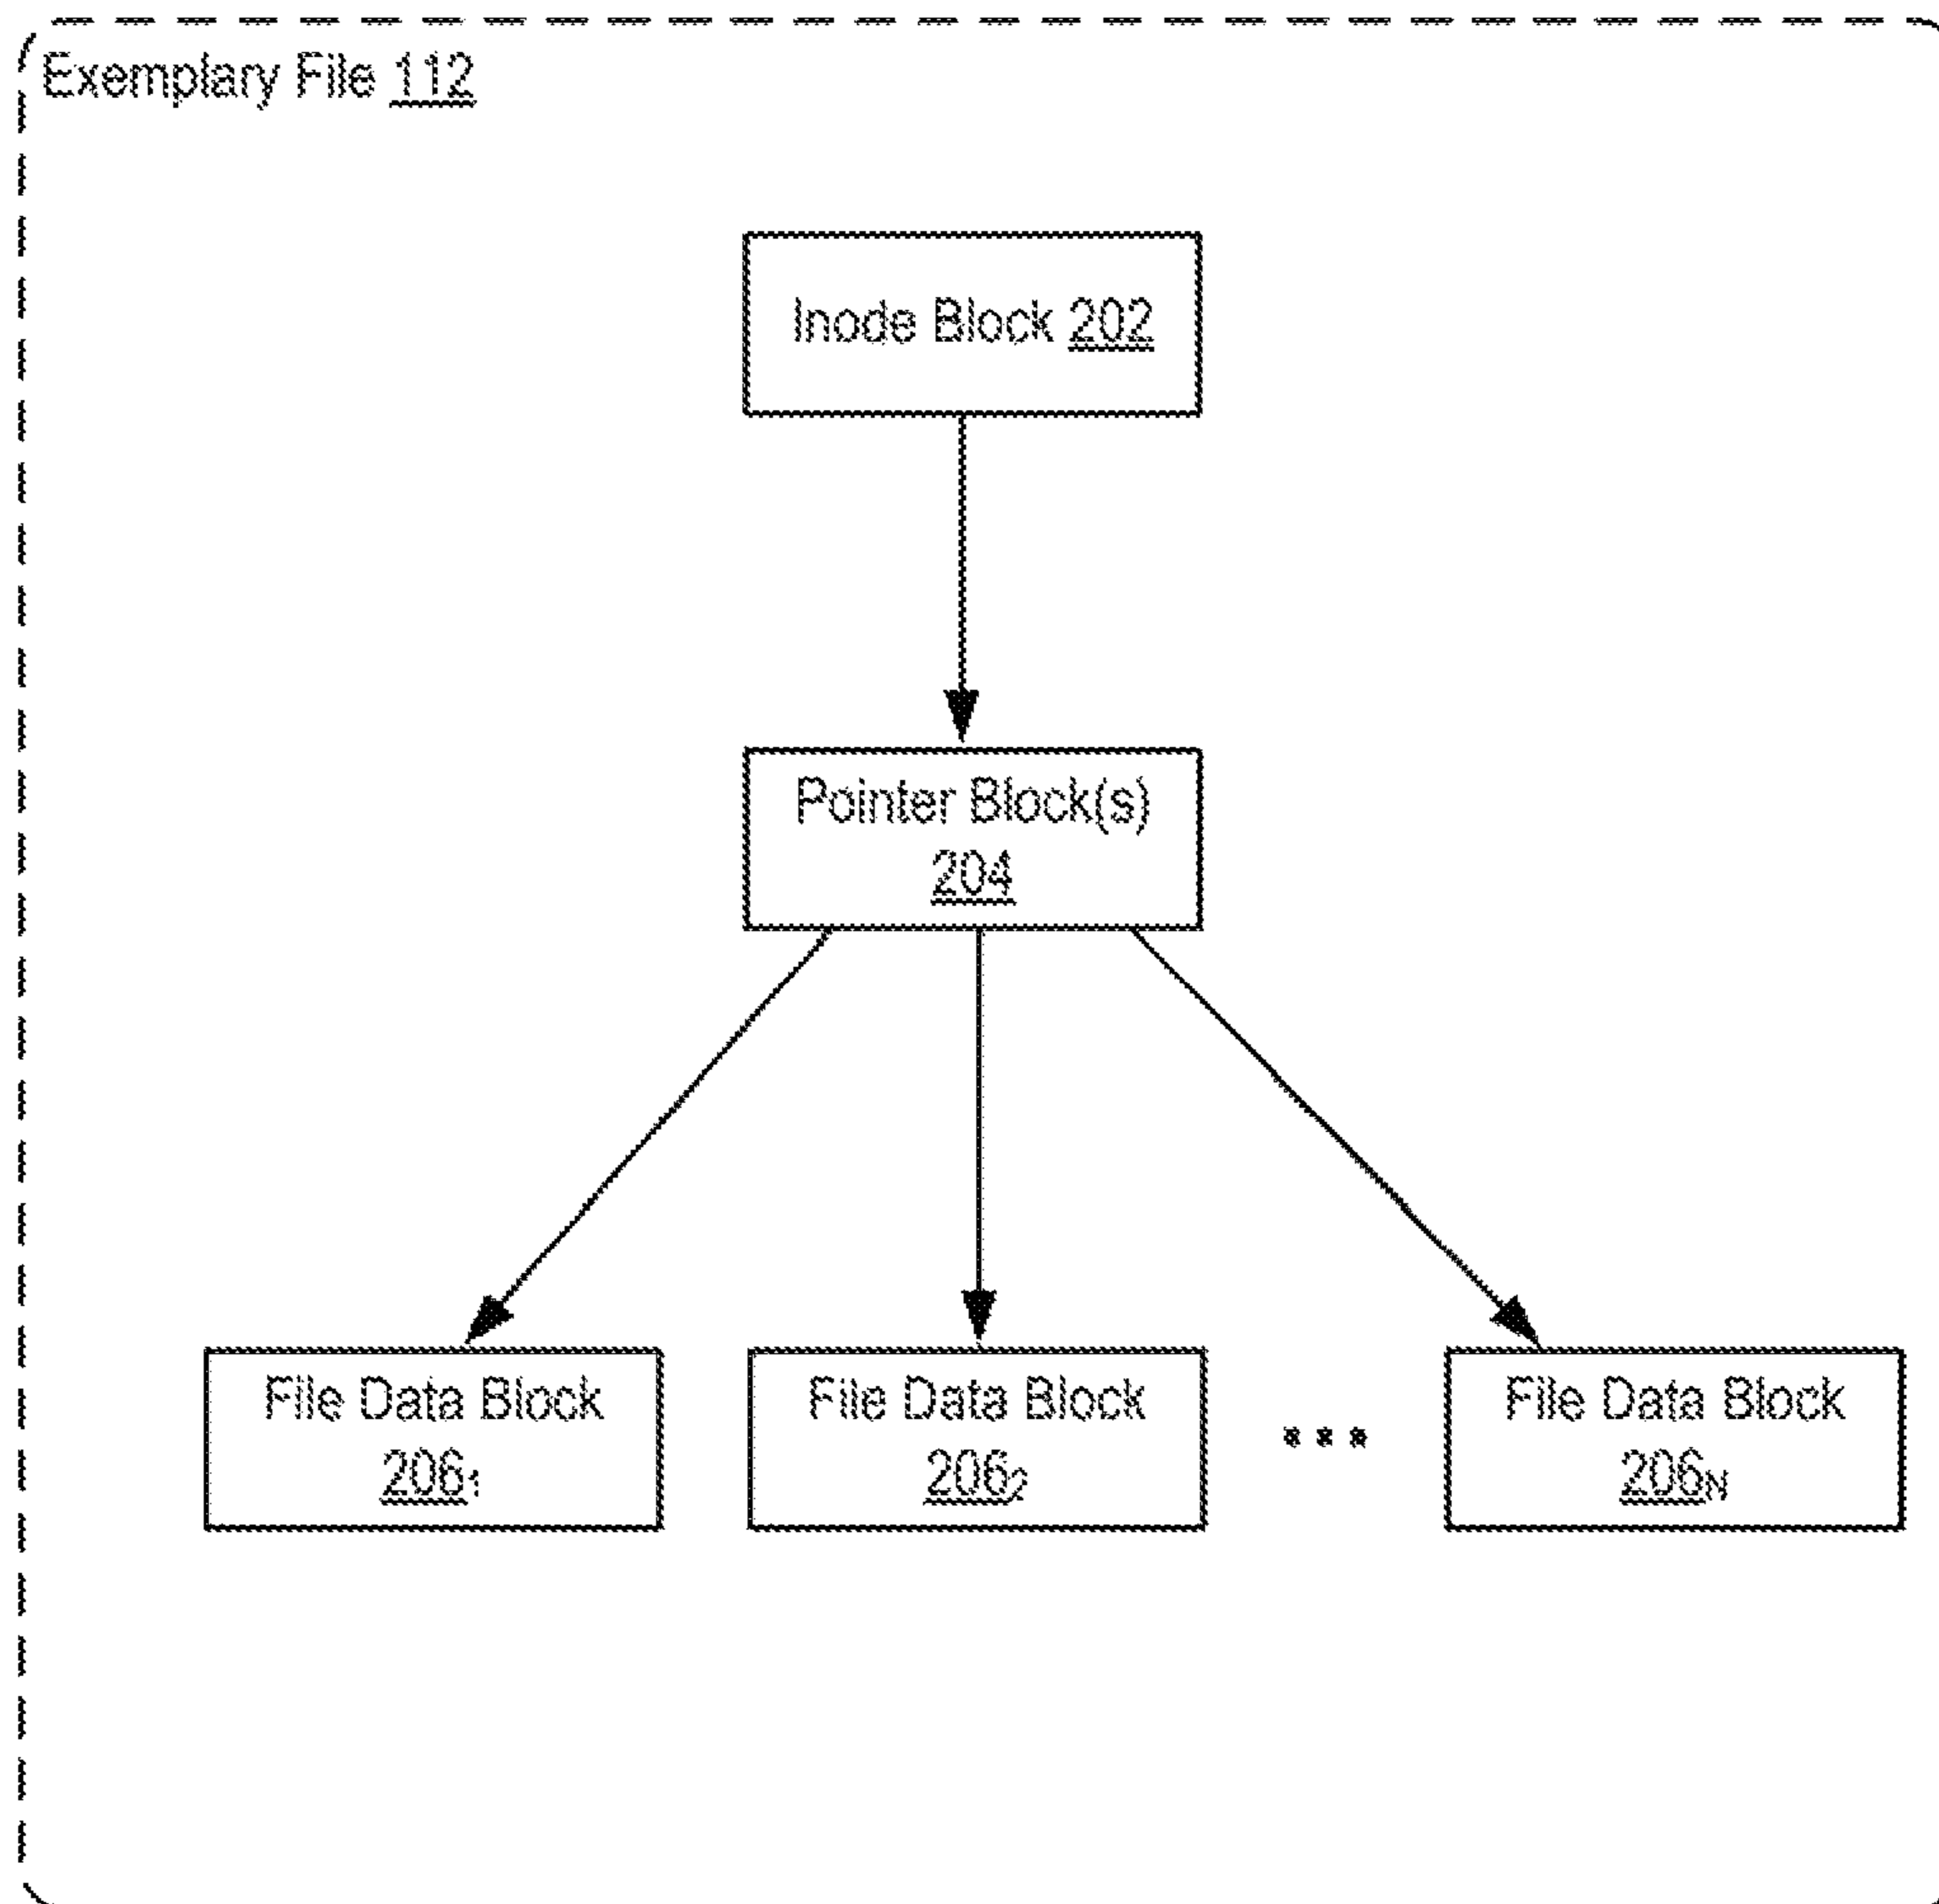 Exemplary File 112
Inode Block 202
Pointer Block(s)
204
File Data Block
206₁
File Data Block
206₂
...
File Data Block
206N